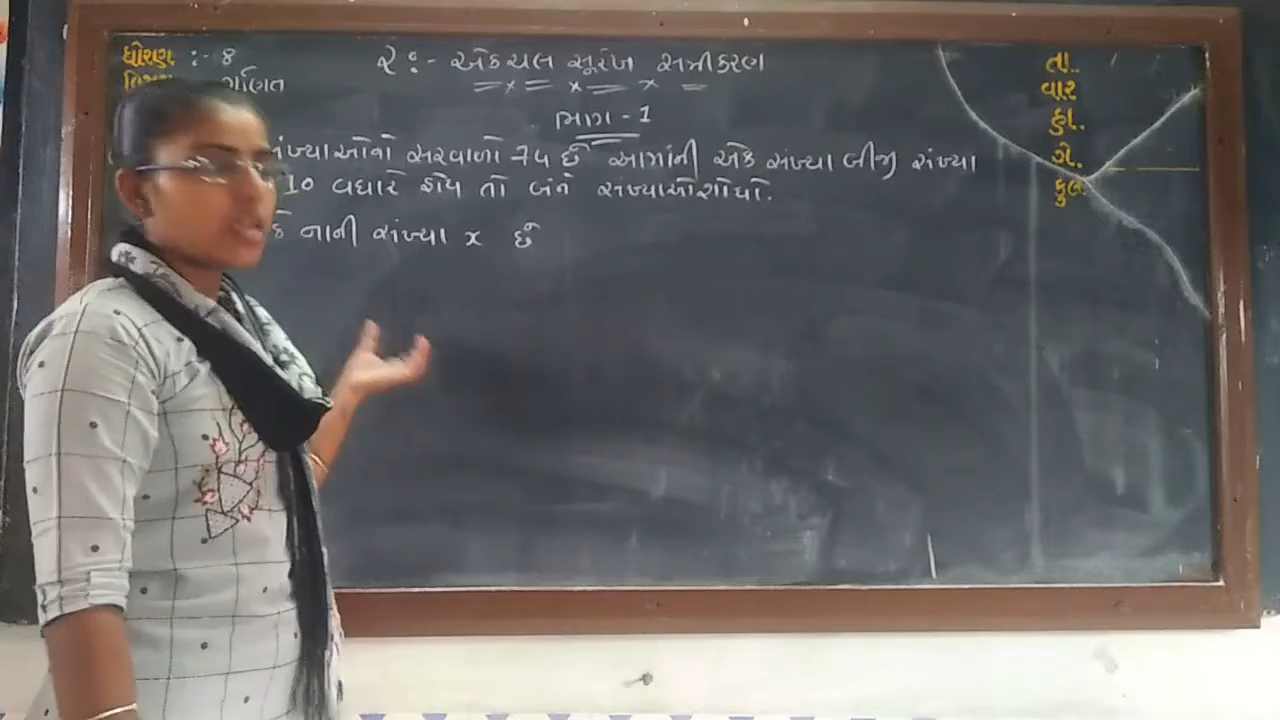 ધોરણ :- 8
ગણિત
૨ઃ- એકચલ સુરેખ સમીકરણ
ભાગ - 1
સંખ્યાઓનો સરવાળો 74 છે આમાંની એક સંખ્યા બીજી સંખ્યા
10 વધારે હોય તો બંને સંખ્યાઓ શોધો.
કે નાની સંખ્યા x છે
તા..
વાર
હા.
ગે.
કુલ.